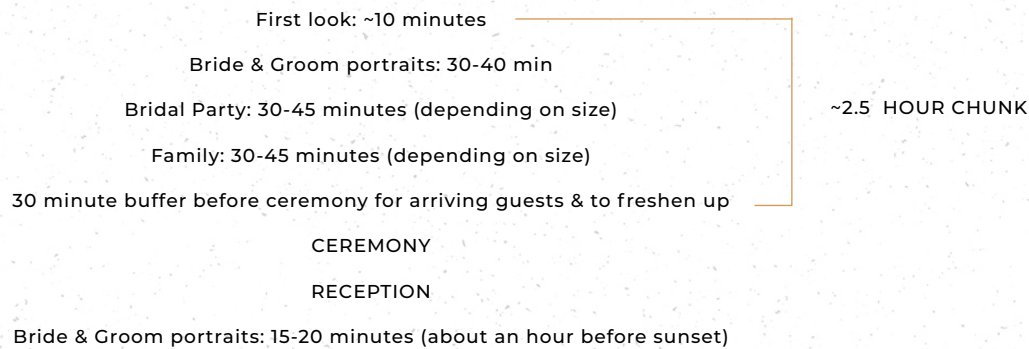 First look: ~10 minutes
Bride & Groom portraits: 30-40 min
Bridal Party: 30-45 minutes (depending on size)
~2.5 HOUR CHUNK
Family: 30-45 minutes (depending on size)
30 minute buffer before ceremony for arriving guests & to freshen up
CEREMONY
RECEPTION
Bride & Groom portraits: 15-20 minutes (about an hour before sunset)